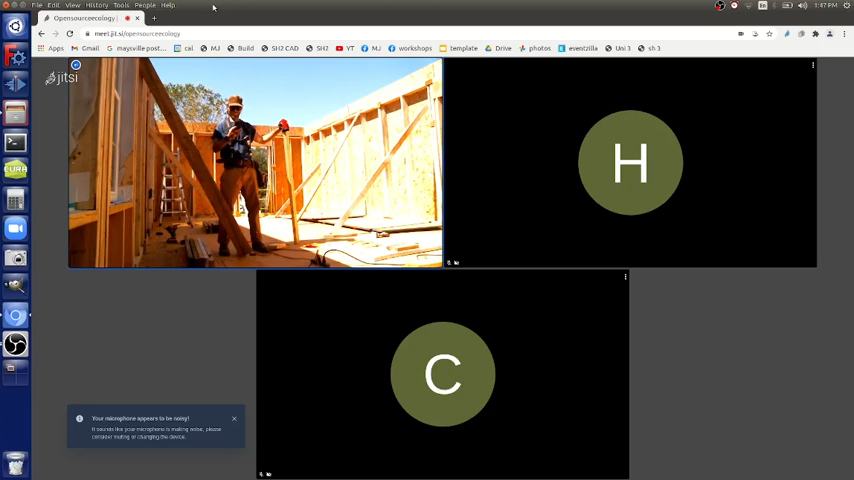 File Edit View History Tools People Help
En
1:47 PM
Opensourceecology |
meet.jit.si/opensourceecology
M Gmail G maysville post... cal MJ Build SH2 CAD SH2 YT MJ workshops template Drive photos eventzilla Uni 3 sh 3
jitsi
H
C
Your microphone appears to be noisy!
It sounds like your microphone is making noise, please
consider muting or changing the device.
CURA